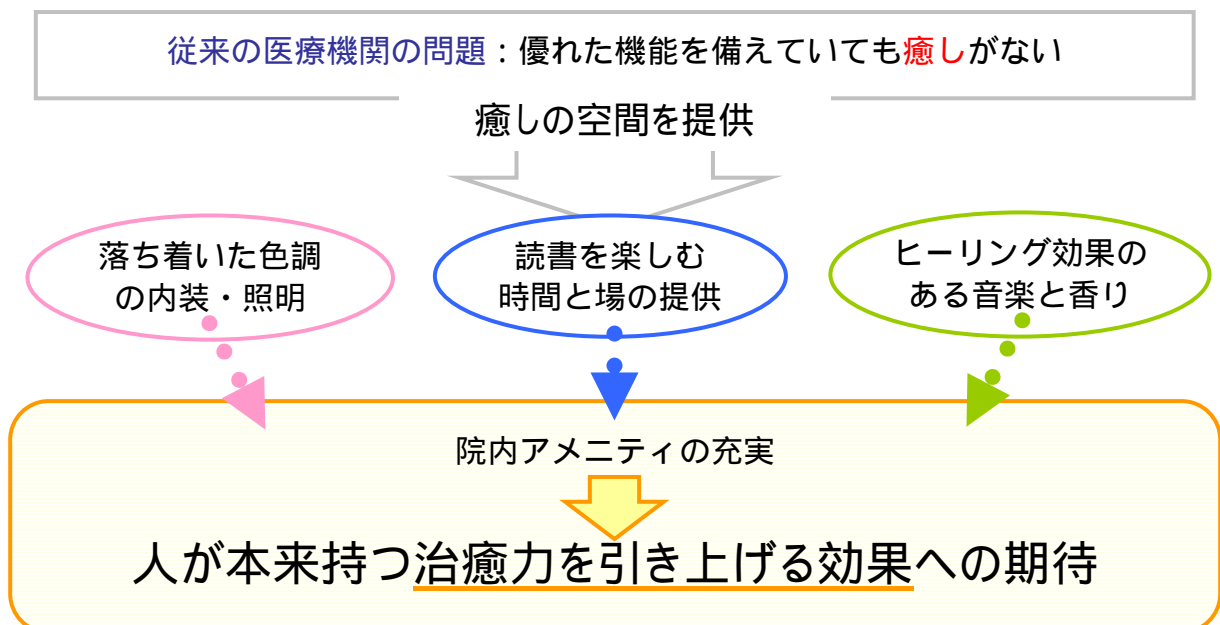 従来の医療機関の問題：優れた機能を備えていても癒しがない
癒しの空間を提供
落ち着いた色調
の内装・照明
読書を楽しむ
時間と場の提供
ヒーリング効果の
ある音楽と香り
院内アメニティの充実
人が本来持つ治癒力を引き上げる効果への期待